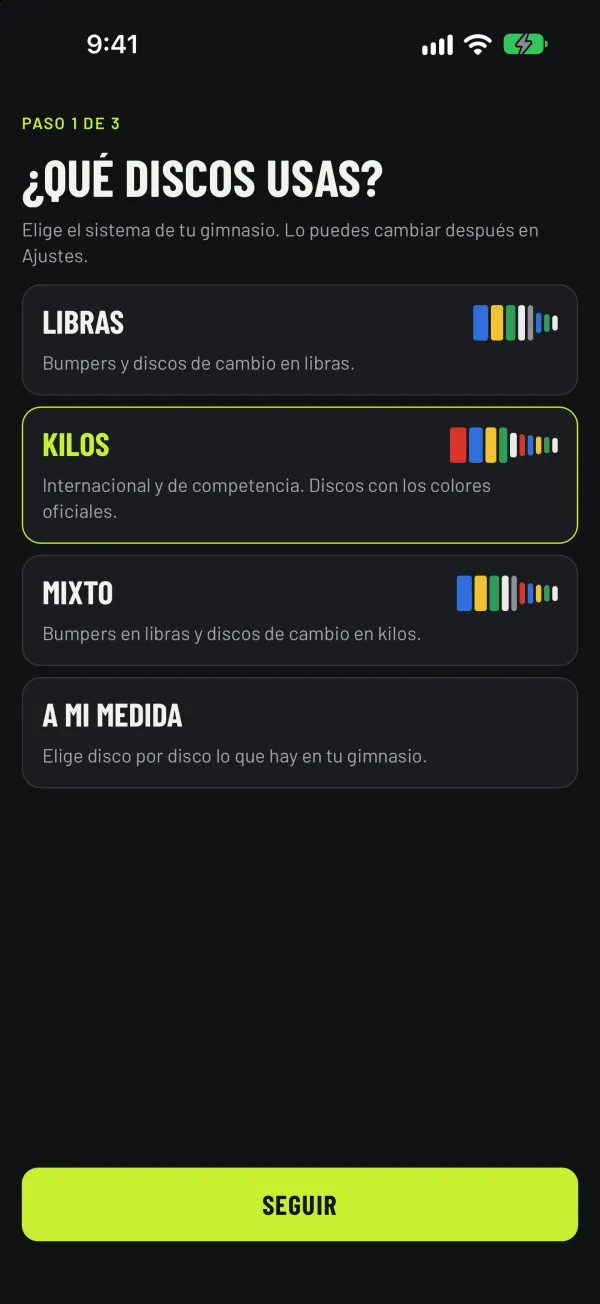 9:41
PASO 1 DE 3
¿QUÉ DISCOS USAS?
Elige el sistema de tu gimnasio. Lo puedes cambiar después en
Ajustes.
LIBRAS
Bumpers y discos de cambio en libras.
KILOS
Internacional y de competencia. Discos con los colores
oficiales.
MIXTO
Bumpers en libras y discos de cambio en kilos.
A MI MEDIDA
Elige disco por disco lo que hay en tu gimnasio.
SEGUIR